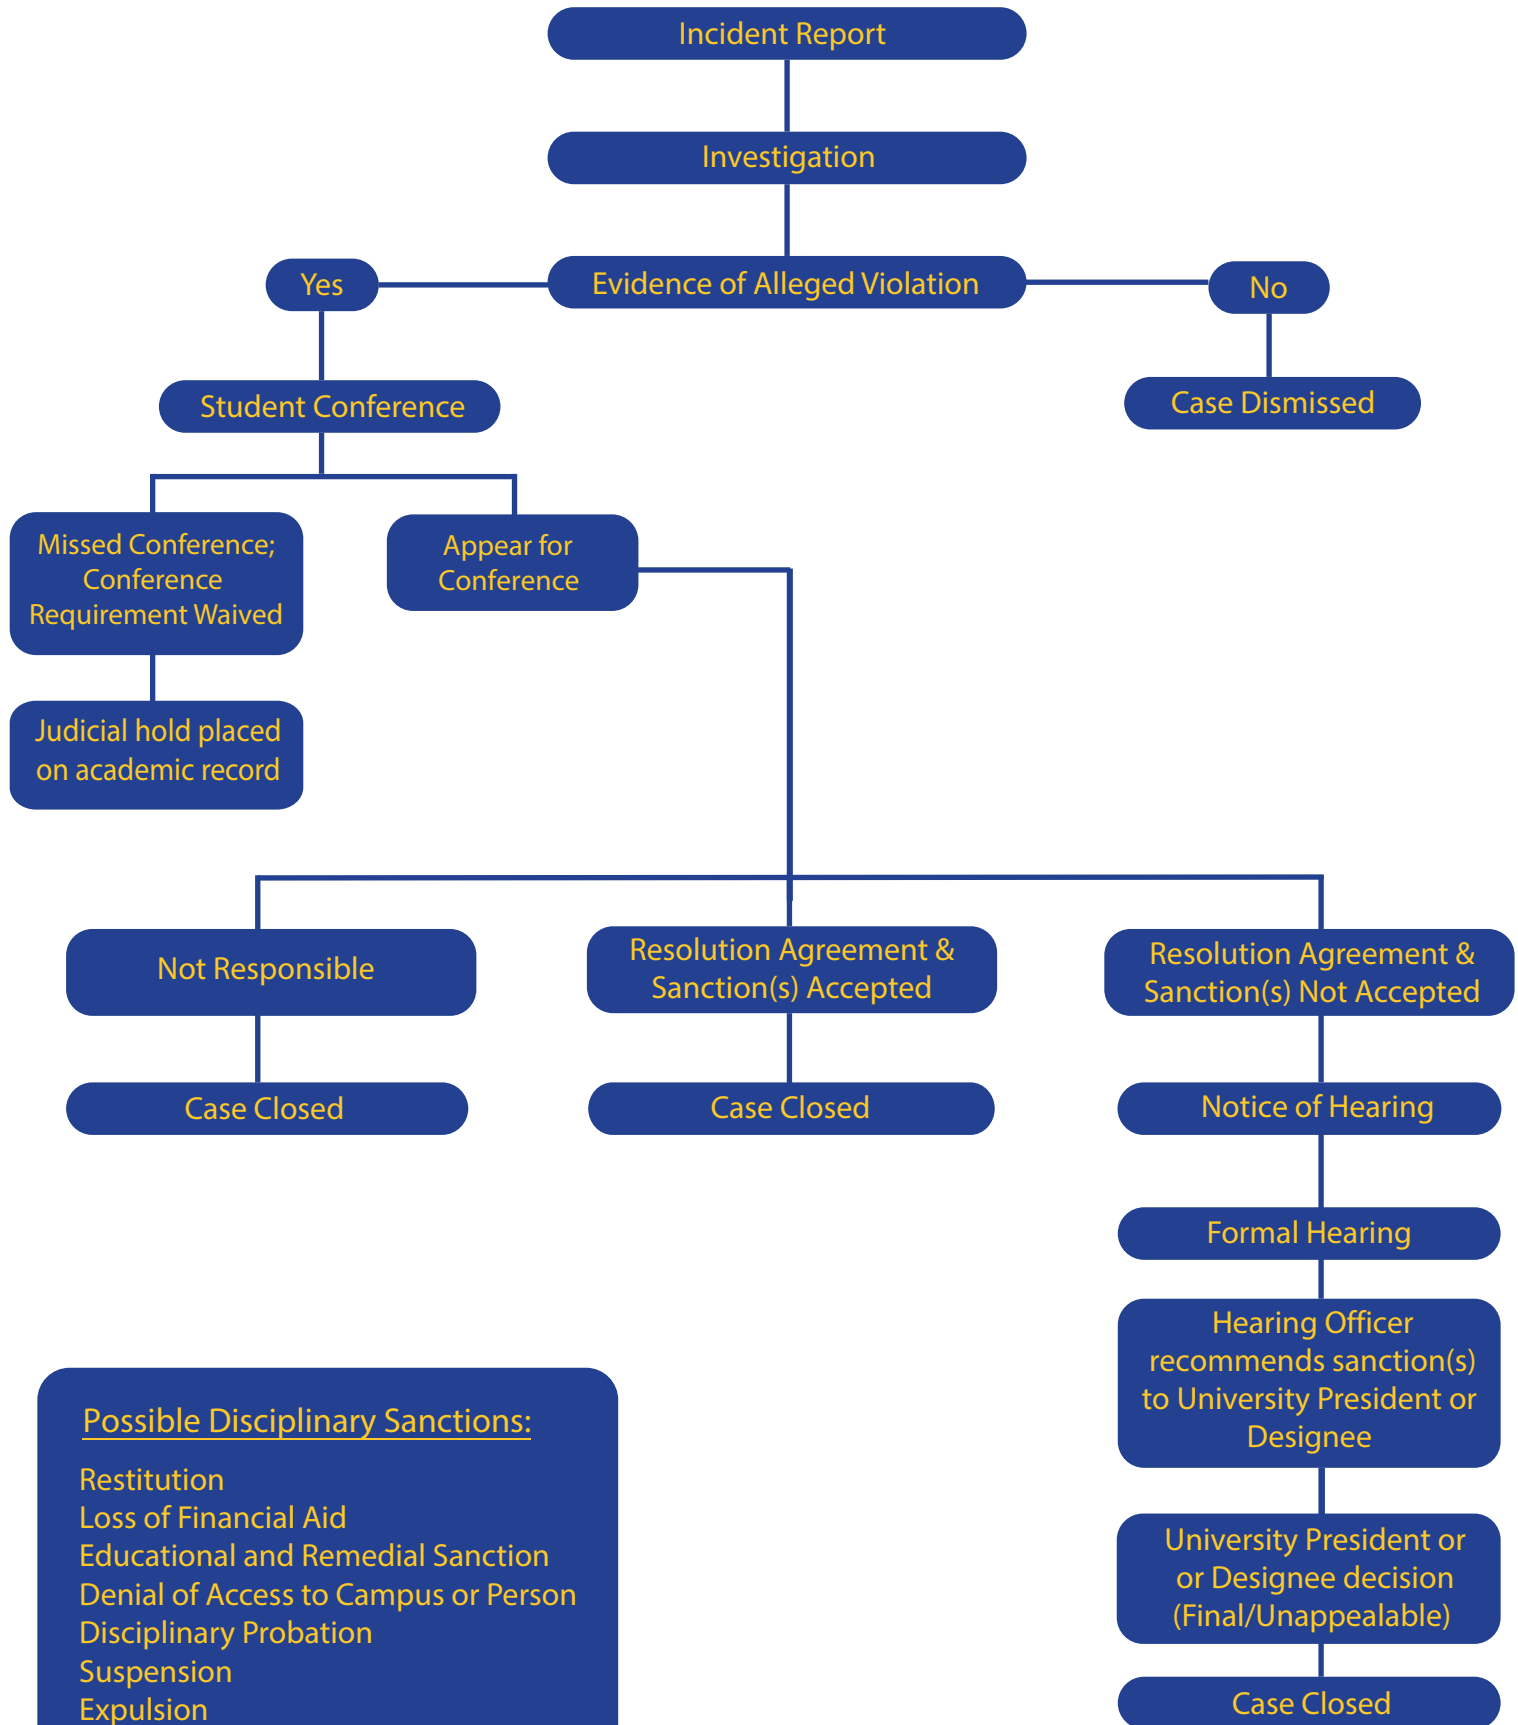 Incident Report
Investigation
Evidence of Alleged Violation
Yes
No
Student Conference
Case Dismissed
Missed Conference;
Conference
Requirement Waived
Appear for
Conference
Judicial hold placed
on academic record
Not Responsible
Resolution Agreement &
Sanction(s) Accepted
Resolution Agreement &
Sanction(s) Not Accepted
Case Closed
Case Closed
Notice of Hearing
Formal Hearing
Hearing Officer
recommends sanction(s)
to University President or
Designee
University President or
or Designee decision
(Final/Unappealable)
Case Closed
Possible Disciplinary Sanctions:
Restitution
Loss of Financial Aid
Educational and Remedial Sanction
Denial of Access to Campus or Person
Disciplinary Probation
Suspension
Expulsion